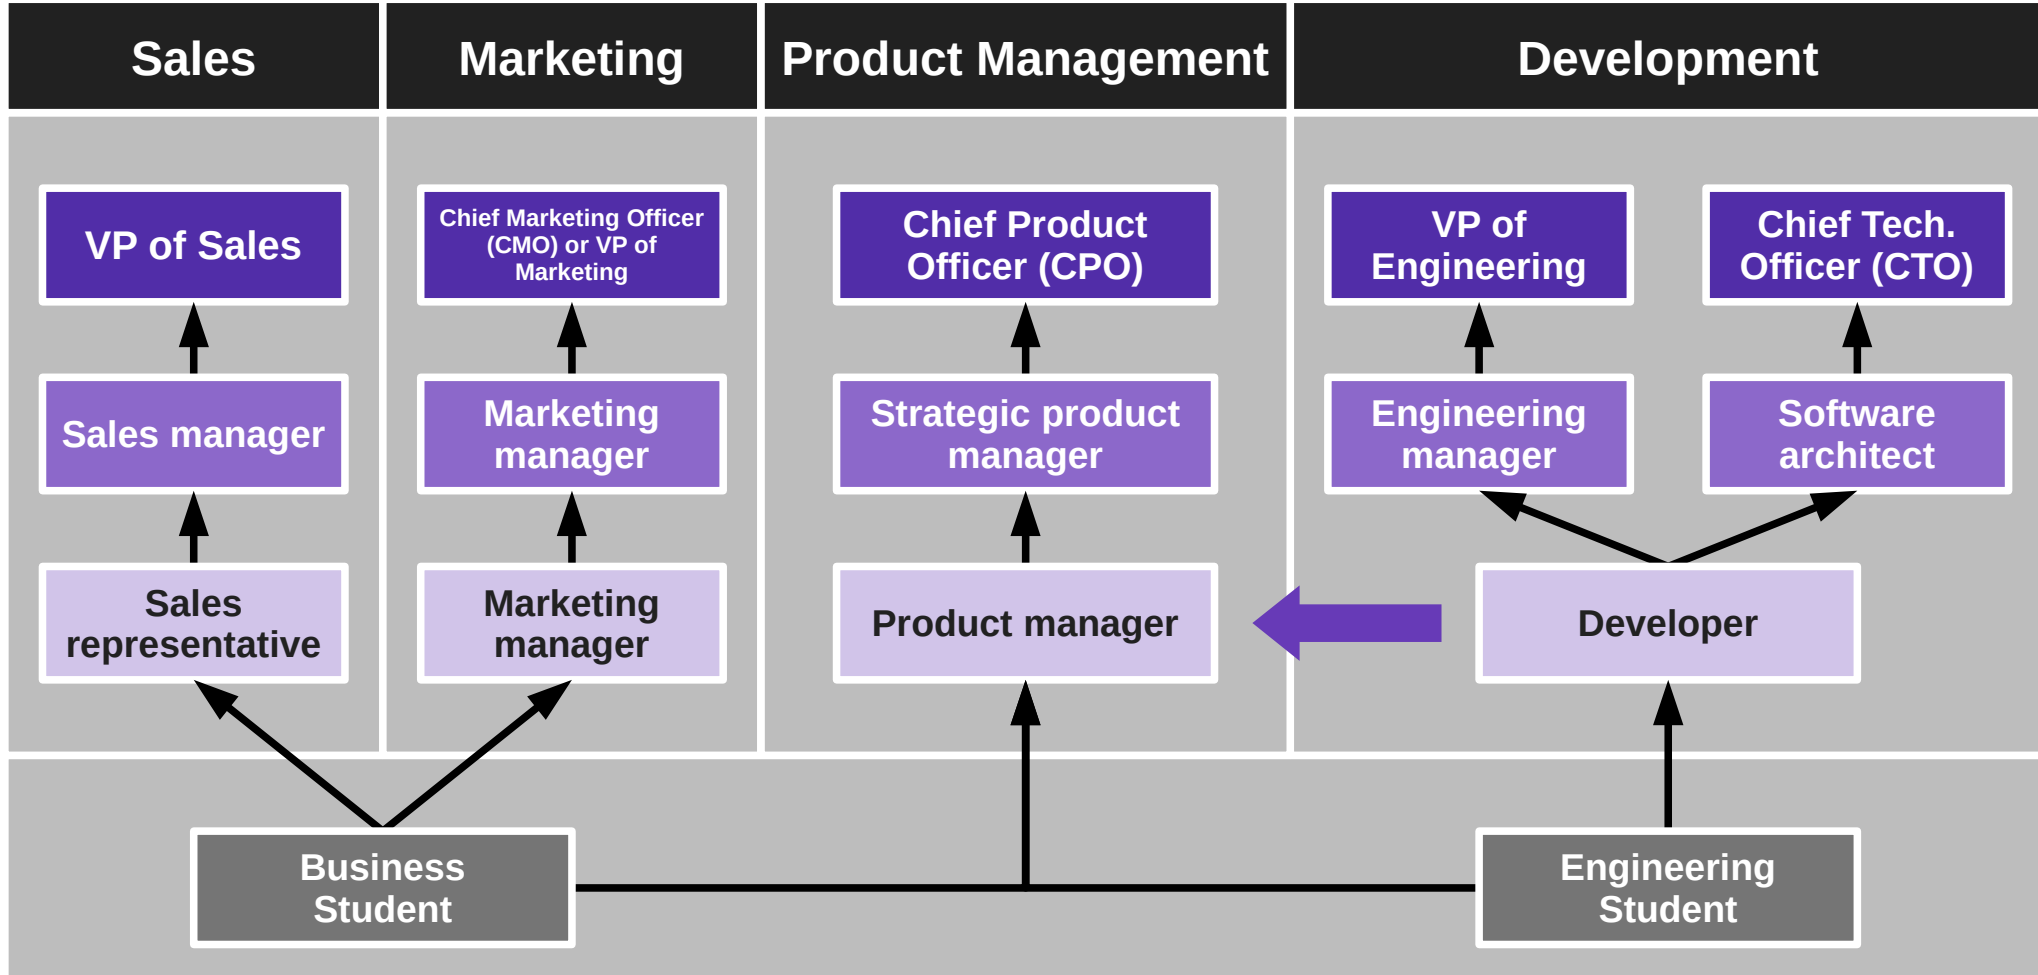 Sales
Marketing
Product Management
Development
VP of Sales
Chief Marketing Officer
(CMO) or VP of
Marketing
Chief Product
Officer (CPO)
VP of
Engineering
Chief Tech.
Officer (CTO)
Sales manager
Marketing
manager
Strategic product
manager
Engineering
manager
Software
architect
Sales
representative
Marketing
manager
Product manager
Developer
Business
Student
Engineering
Student